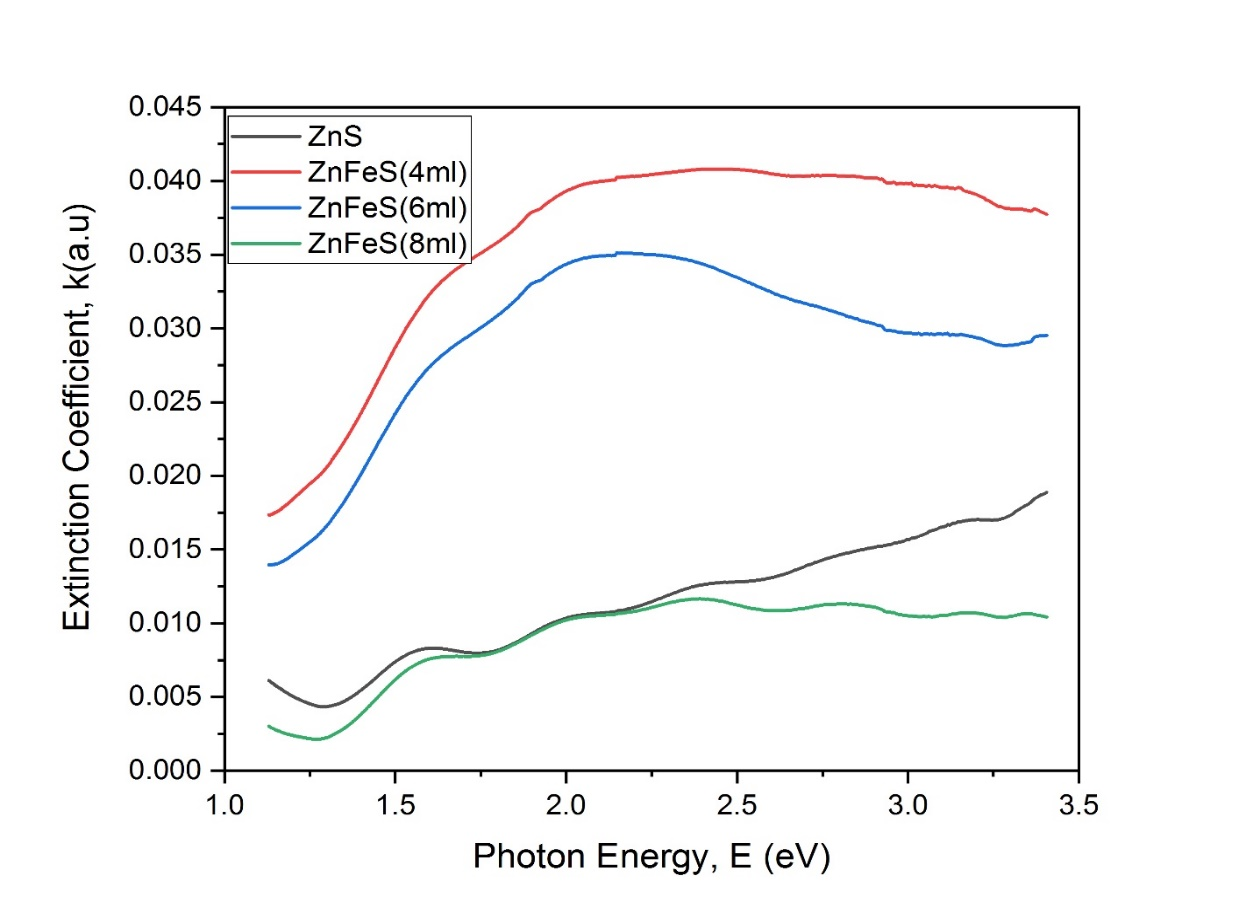 0.045
0.040
0.035
0.030
0.025
0.020
0.015
0.010
0.005
0.000
Extinction Coefficient, k(a.u)
ZnS
ZnFeS(4ml)
ZnFeS(6ml)
ZnFeS(8ml)
1.0 1.5 2.0 2.5 3.0 3.5
Photon Energy, E (eV)